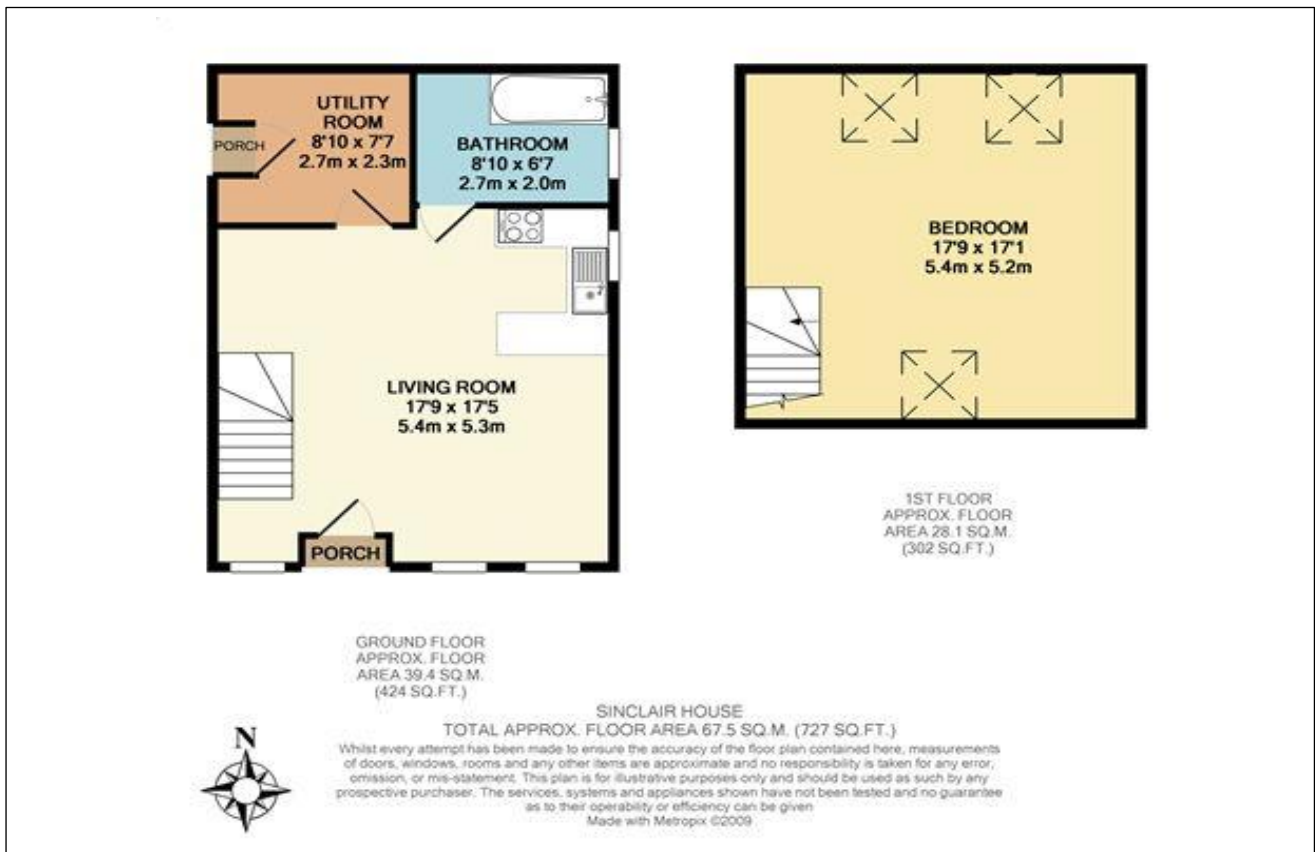 UTILITY
ROOM
8'10 x 7'7
2.7m x 2.3m
PORCH
BATHROOM
8'10 x 6'7
2.7m x 2.0m
LIVING ROOM
17'9 x 17'5
5.4m x 5.3m
PORCH
BEDROOM
17'9 x 17'1
5.4m x 5.2m
GROUND FLOOR
APPROX. FLOOR
AREA 39.4 SQ.M.
(424 SQ.FT.)
1ST FLOOR
APPROX. FLOOR
AREA 28.1 SQ.M.
(302 SQ.FT.)
N
SINCLAIR HOUSE
TOTAL APPROX. FLOOR AREA 67.5 SQ.M. (727 SQ.FT.)
Whilst every attempt has been made to ensure the accuracy of the floor plan contained here, measurements
of doors, windows, rooms and any other items are approximate and no responsibility is taken for any error,
omission, or mis-statement. This plan is for illustrative purposes only and should be used as such by any
prospective purchaser. The services, systems and appliances shown have not been tested and no guarantee
as to their operability or efficiency can be given
Made with Metropix ©2009